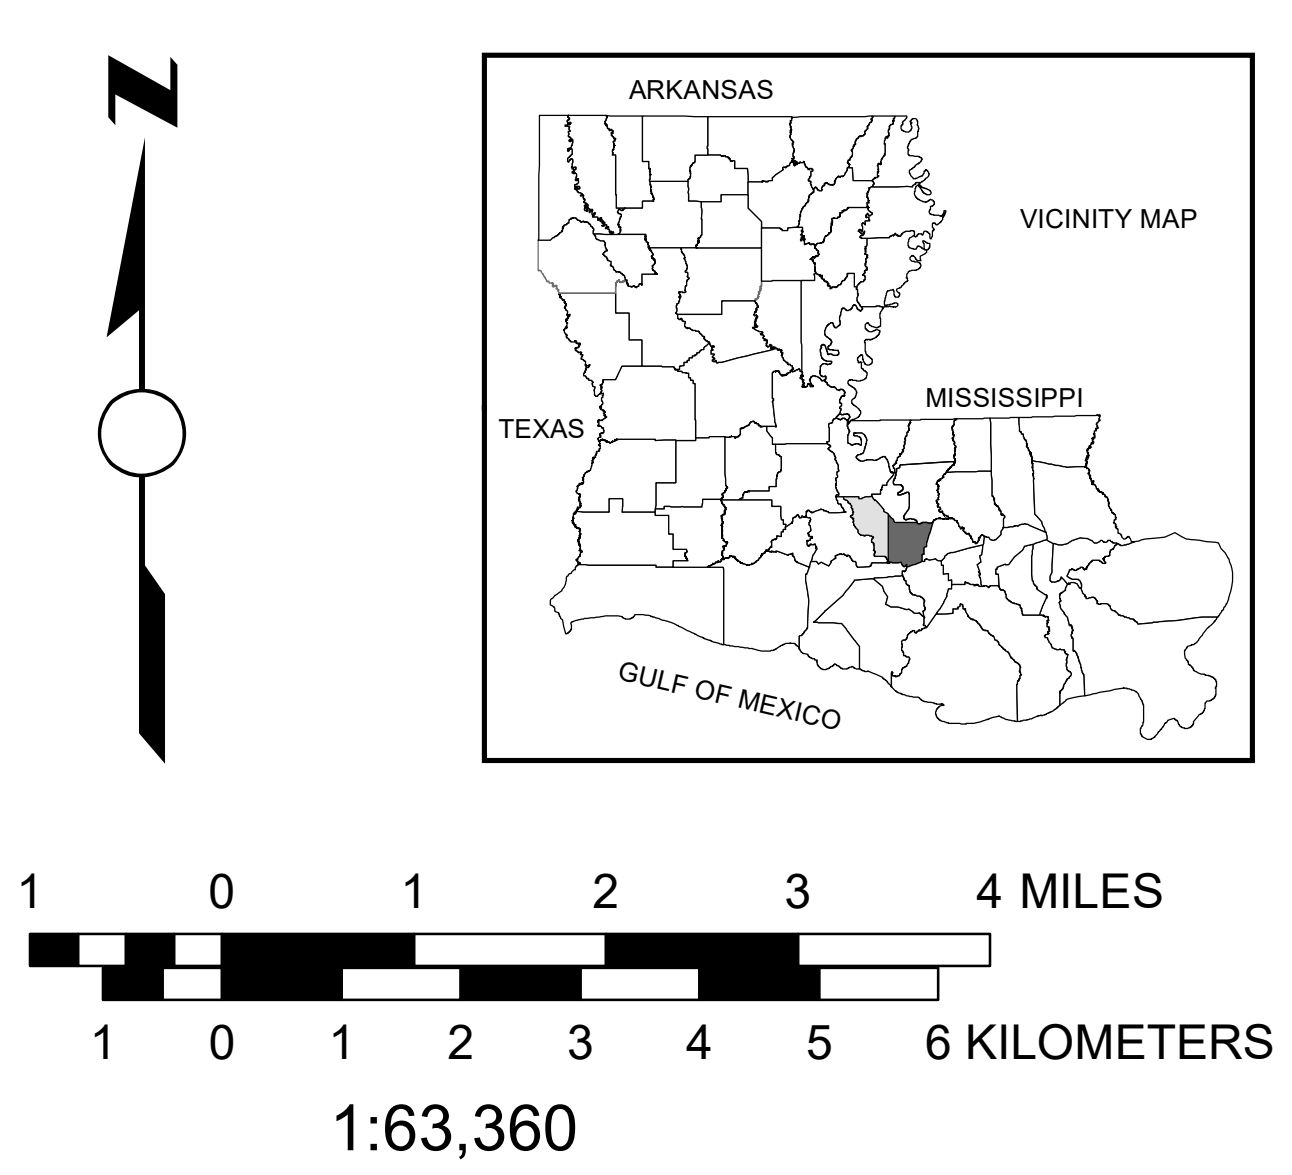 N
ARKANSAS
VICINITY MAP
MISSISSIPPI
TEXAS
GULF OF MEXICO
1 0 1 2 3 4 MILES
1 0 1 2 3 4 5 6 KILOMETERS
1:63,360